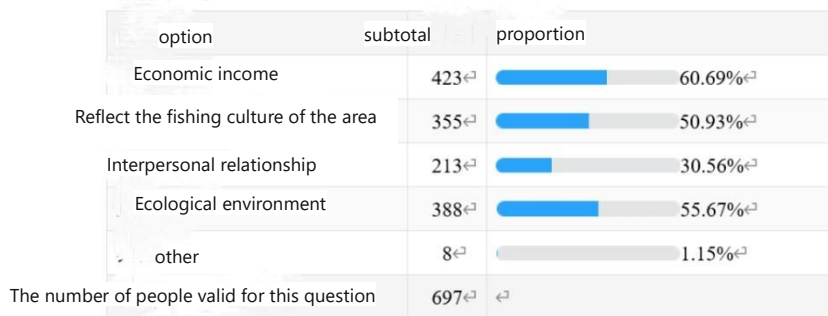 option subtotal proportion
Economic income 423↵ 60.69%↵
Reflect the fishing culture of the area 355↵ 50.93%↵
Interpersonal relationship 213↵ 30.56%↵
Ecological environment 388↵ 55.67%↵
other 8↵ 1.15%↵
The number of people valid for this question 697↵ ↵